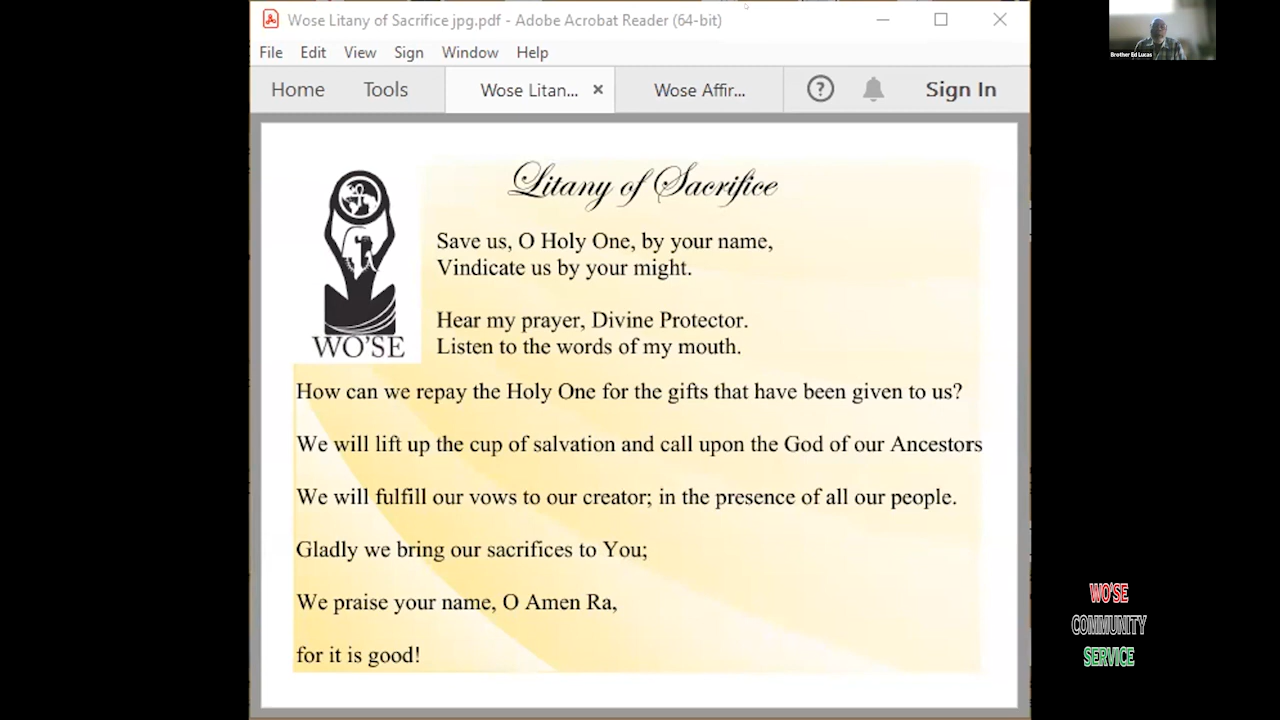 Wose Litany of Sacrifice jpg.pdf - Adobe Acrobat Reader (64-bit)
File Edit View Sign Window Help
Home Tools Wose Litan... Wose Affir... Sign In
Brother Ed Lucas
Litany of Sacrifice
Save us, O Holy One, by your name,
Vindicate us by your might.
Hear my prayer, Divine Protector.
Listen to the words of my mouth.
WO'SE
How can we repay the Holy One for the gifts that have been given to us?
We will lift up the cup of salvation and call upon the God of our Ancestors
We will fulfill our vows to our creator; in the presence of all our people.
Gladly we bring our sacrifices to You;
We praise your name, O Amen Ra,
for it is good!
WO'SE
COMMUNITY
SERVICE